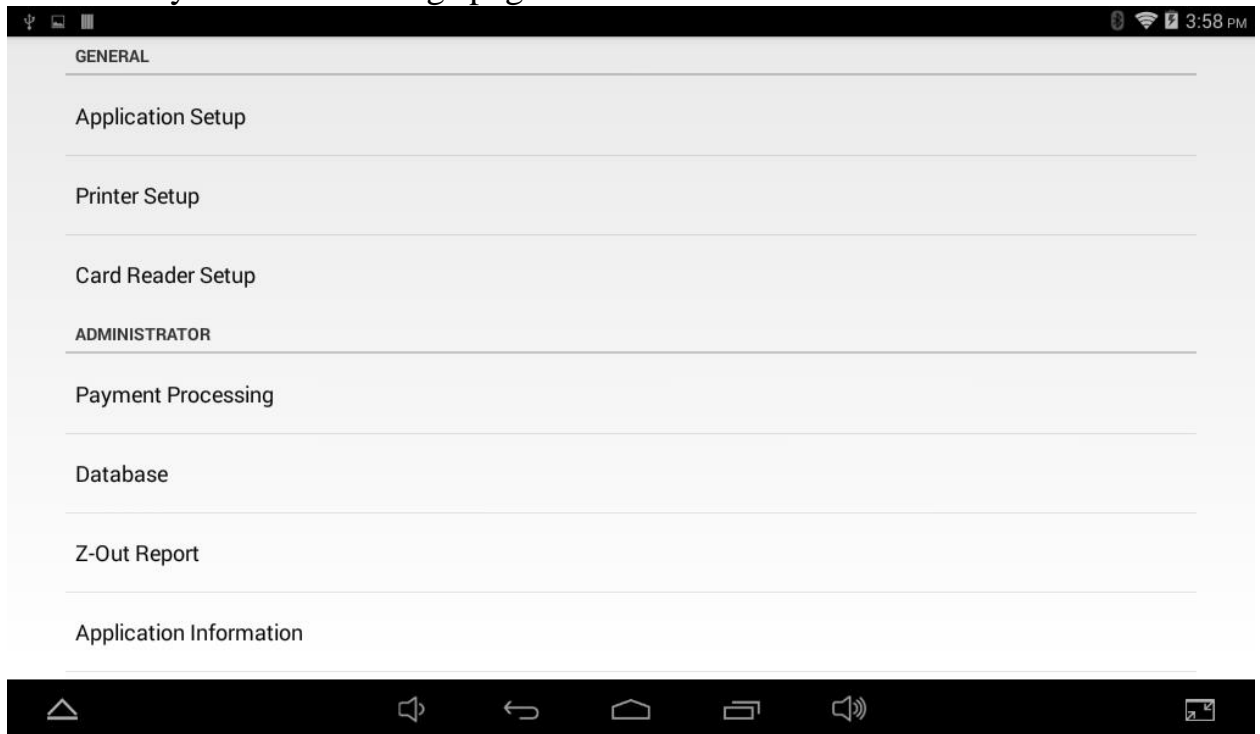 3:58 PM
GENERAL
Application Setup
Printer Setup
Card Reader Setup
ADMINISTRATOR
Payment Processing
Database
Z-Out Report
Application Information